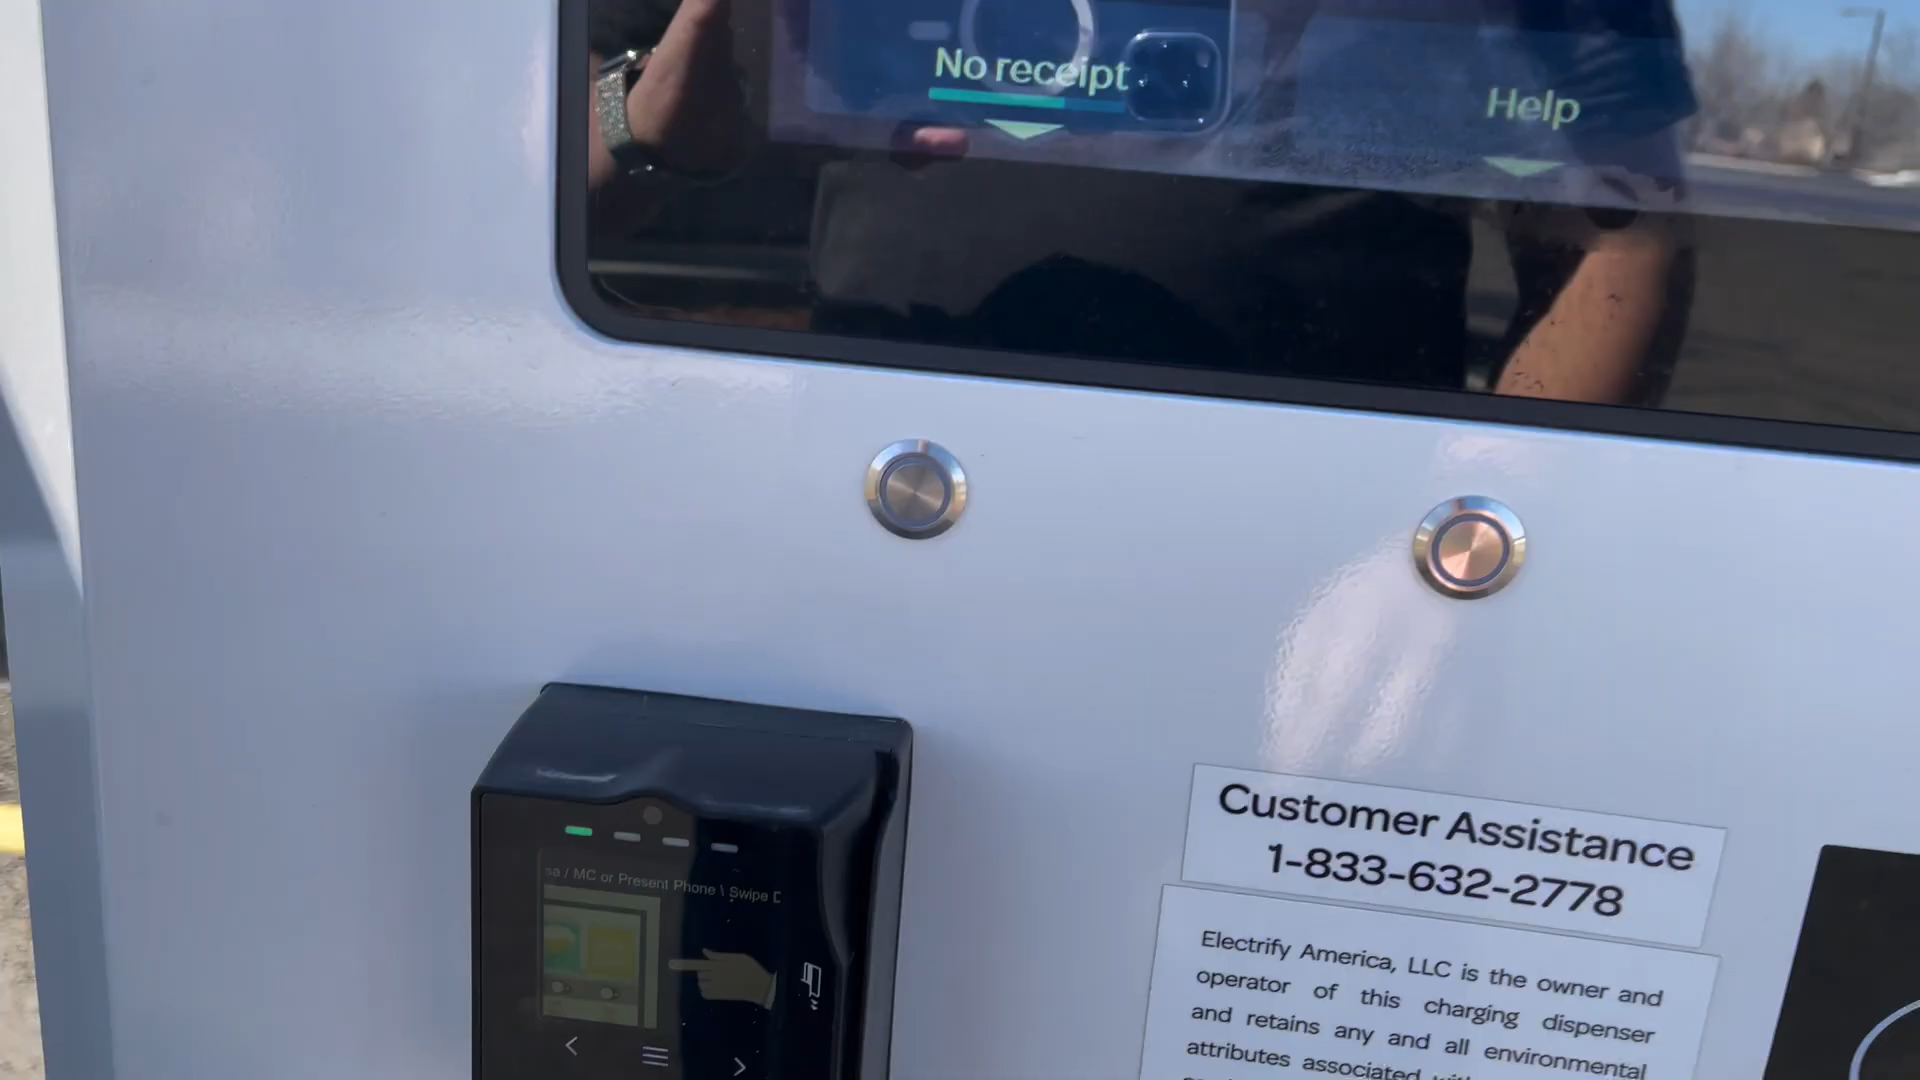 No receipt
Help
Customer Assistance
1-833-632-2778
/ MC or Present Phone \ Swipe
Electrify America, LLC is the owner and
operator of this charging dispenser
and retains any and all environmental
attributes associated